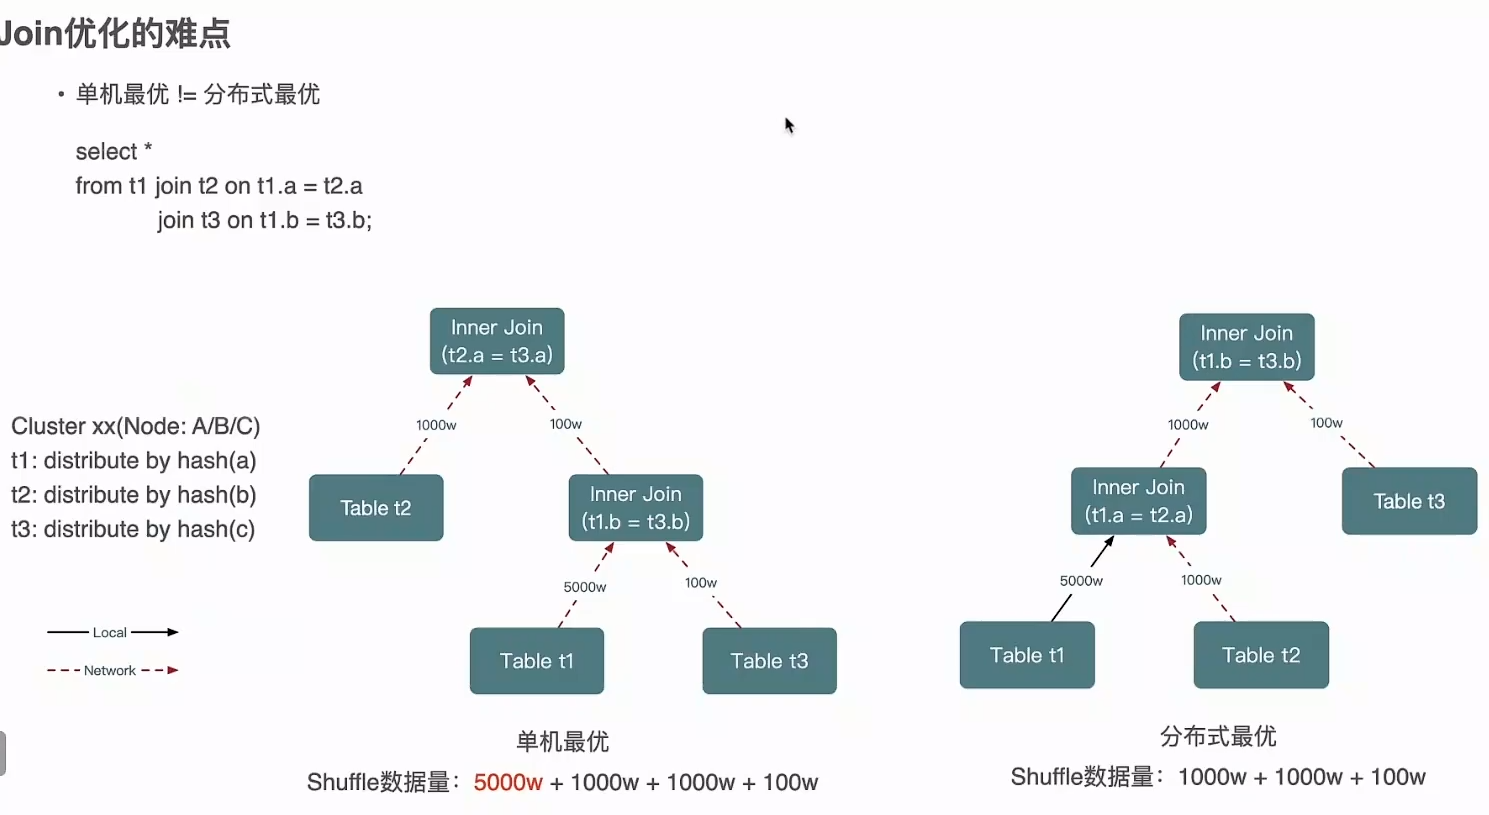 Join优化的难点
• 单机最优 != 分布式最优
select *
from t1 join t2 on t1.a = t2.a
join t3 on t1.b = t3.b;
Cluster xx(Node: A/B/C)
t1: distribute by hash(a)
t2: distribute by hash(b)
t3: distribute by hash(c)
Local
Network
Inner Join
(t2.a = t3.a)
1000w
100w
Table t2
Inner Join
(t1.b = t3.b)
5000w
100w
Table t1
Table t3
单机最优
Shuffle数据量：5000w + 1000w + 1000w + 100w
Inner Join
(t1.b = t3.b)
1000w
100w
Inner Join
(t1.a = t2.a)
Table t3
5000w
1000w
Table t1
Table t2
分布式最优
Shuffle数据量：1000w + 1000w + 100w